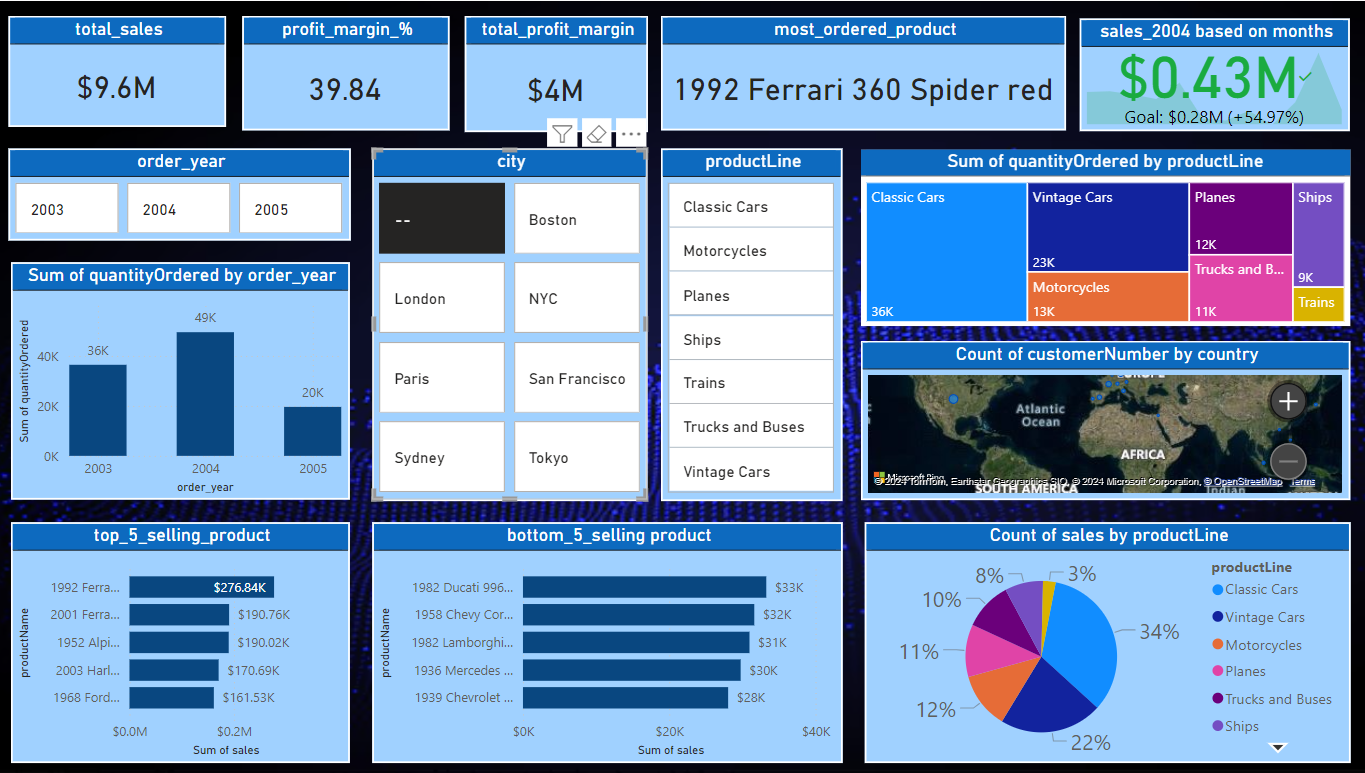 total_sales
$9.6M
profit_margin_%
39.84
total_profit_margin
$4M
most_ordered_product
1992 Ferrari 360 Spider red
sales_2004 based on months
$0.43M
Goal: $0.28M (+54.97%)
order_year
2003
2004
2005
city
--
Boston
London
NYC
Paris
San Francisco
Sydney
Tokyo
productLine
Classic Cars
Motorcycles
Planes
Ships
Trains
Trucks and Buses
Vintage Cars
Sum of quantityOrdered by productLine
Classic Cars
36K
Vintage Cars
23K
Motorcycles
13K
Planes
12K
Trucks and B...
11K
Ships
9K
Trains
Sum of quantityOrdered by order_year
Sum of quantityOrdered
40K
20K
0K
36K
49K
20K
2003
2004
2005
order_year
Count of customerNumber by country
EUROPE
Atlantic
Ocean
AFRICA
SOUTH AMERICA
Indian
Microsoft Bing
© 2024 TomTom, Earthstar Geographics SIO, © 2024 Microsoft Corporation, © OpenStreetMap Terms
top_5_selling_product
productName
1992 Ferra...
$276.84K
2001 Ferra...
$190.76K
1952 Alpi...
$190.02K
2003 Harl...
$170.69K
1968 Ford...
$161.53K
$0.0M
$0.2M
Sum of sales
bottom_5_selling product
productName
1982 Ducati 996...
$33K
1958 Chevy Cor...
$32K
1982 Lamborghi...
$31K
1936 Mercedes ...
$30K
1939 Chevrolet ...
$28K
$0K
$20K
$40K
Sum of sales
Count of sales by productLine
34%
22%
12%
11%
10%
8%
3%
productLine
Classic Cars
Vintage Cars
Motorcycles
Planes
Trucks and Buses
Ships